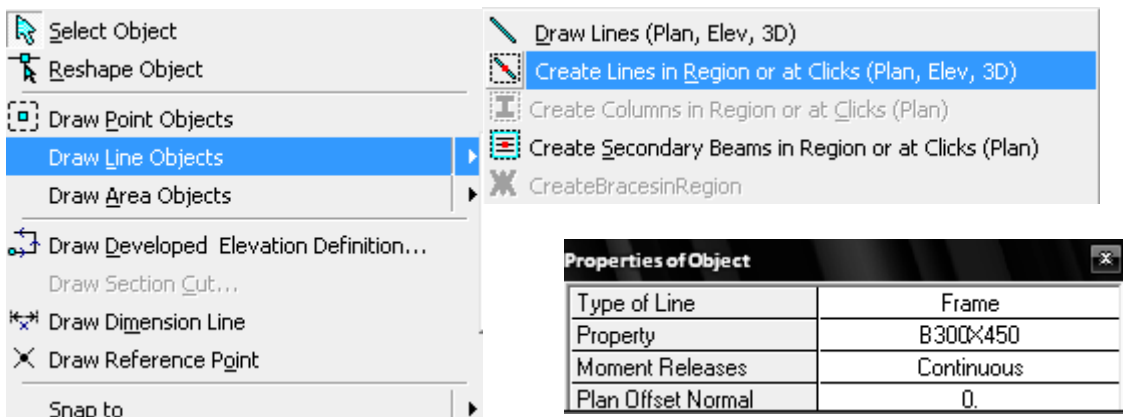 Select Object
Reshape Object
Draw Point Objects
Draw Line Objects
Draw Area Objects
Draw Developed Elevation Definition...
Draw Section Cut...
Draw Dimension Line
Draw Reference Point
Snap to
Draw Lines (Plan, Elev, 3D)
Create Lines in Region or at Clicks (Plan, Elev, 3D)
Create Columns in Region or at Clicks (Plan)
Create Secondary Beams in Region or at Clicks (Plan)
CreateBracesinRegion
Properties of Object x
Type of Line Frame
Property B300X450
Moment Releases Continuous
Plan Offset Normal 0.